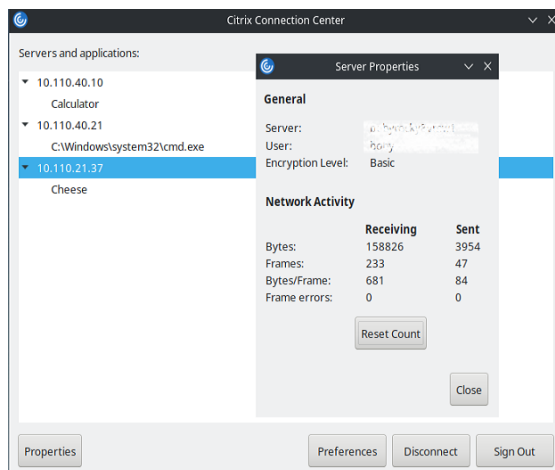 Citrix Connection Center
Servers and applications:
10.110.40.10
Calculator
10.110.40.21
C:\Windows\system32\cmd.exe
10.110.21.37
Cheese
Server Properties
General
Server:
User:
Encryption Level: Basic
Network Activity
Receiving Sent
Bytes: 158826 3954
Frames: 233 47
Bytes/Frame: 681 84
Frame errors: 0 0
Reset Count
Close
Properties Preferences Disconnect Sign Out